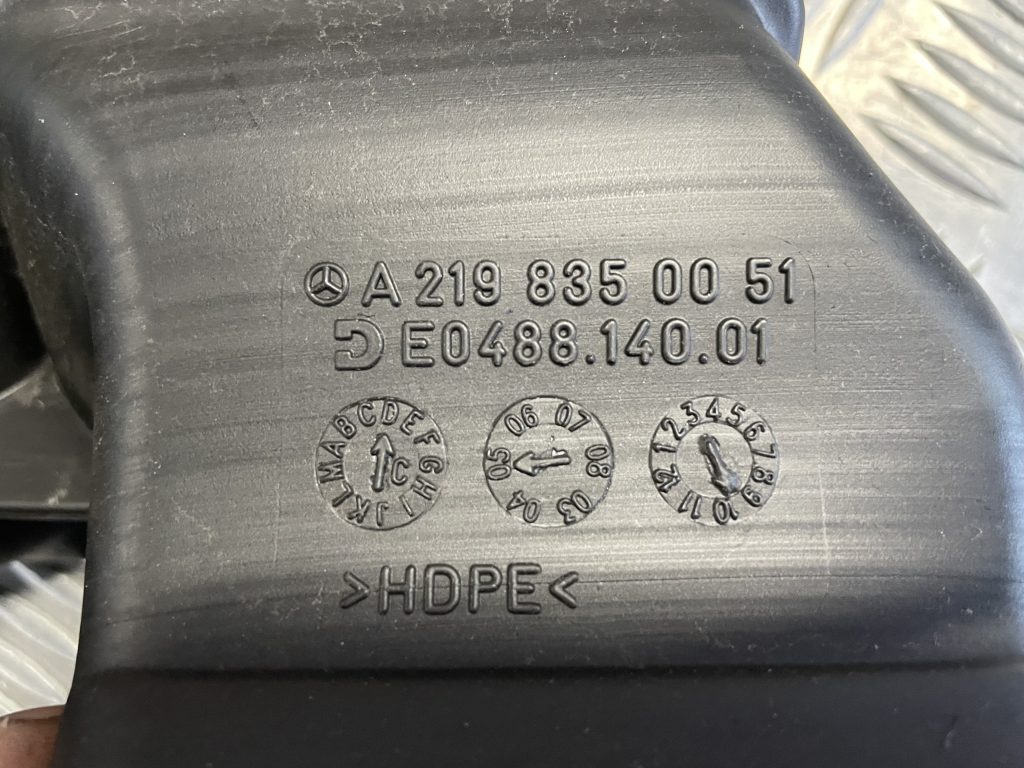 A 219 835 00 51
E0488.140.01
A B C D E F G H I J K L M C
03 04 05 06 07 08
1 2 3 4 5 6 7 8 9 10 11 12
>HDPE<